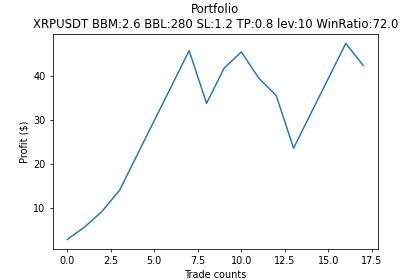 Portfolio
XRPUSDT BBM:2.6 BBL:280 SL:1.2 TP:0.8 lev:10 WinRatio:72.0
40
30
20
10
Profit ($)
0.0 2.5 5.0 7.5 10.0 12.5 15.0 17.5
Trade counts